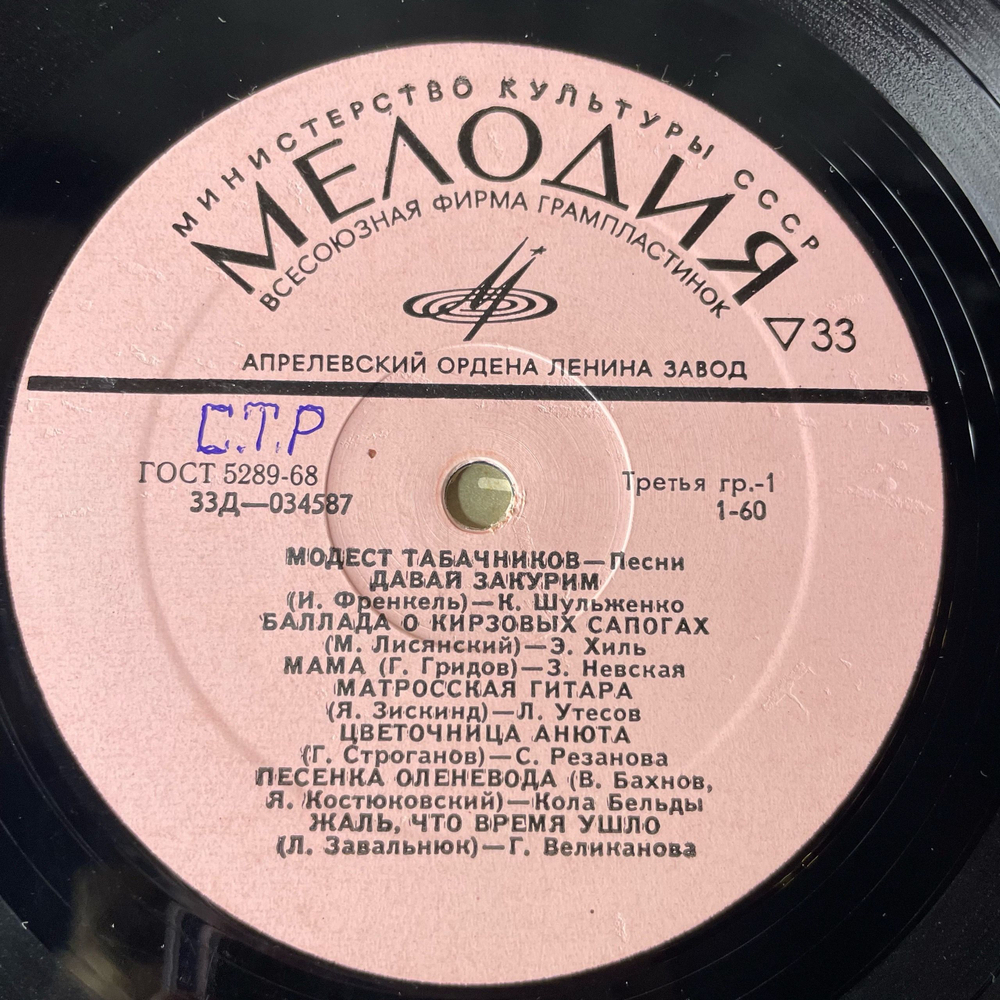 МИНИСТЕРСТВО КУЛЬТУРЫ СССР
МЕЛОДИЯ
ВСЕСОЮЗНАЯ ФИРМА ГРАМПЛАСТИНОК
▽33
АПРЕЛЕВСКИЙ ОРДЕНА ЛЕНИНА ЗАВОД
С.Т.Р
ГОСТ 5289-68
Третья гр.-1
33Д—034587
1-60
МОДЕСТ ТАБАЧНИКОВ—Песни
ДАВАЙ ЗАКУРИМ
(И. Френкель)—К. Шульженко
БАЛЛАДА О КИРЗОВЫХ САПОГАХ
(М. Лисянский)—Э. Хиль
МАМА (Г. Гридов)—З. Невская
МАТРОССКАЯ ГИТАРА
(Я. Зискинд)—Л. Утесов
ЦВЕТОЧНИЦА АНЮТА
(Г. Строганов)—С. Резанова
ПЕСЕНКА ОЛЕНЕВОДА (В. Бахнов,
Я. Костюковский)—Кола Бельды
ЖАЛЬ, ЧТО ВРЕМЯ УШЛО
(Л. Завальнюк)—Г. Великанова